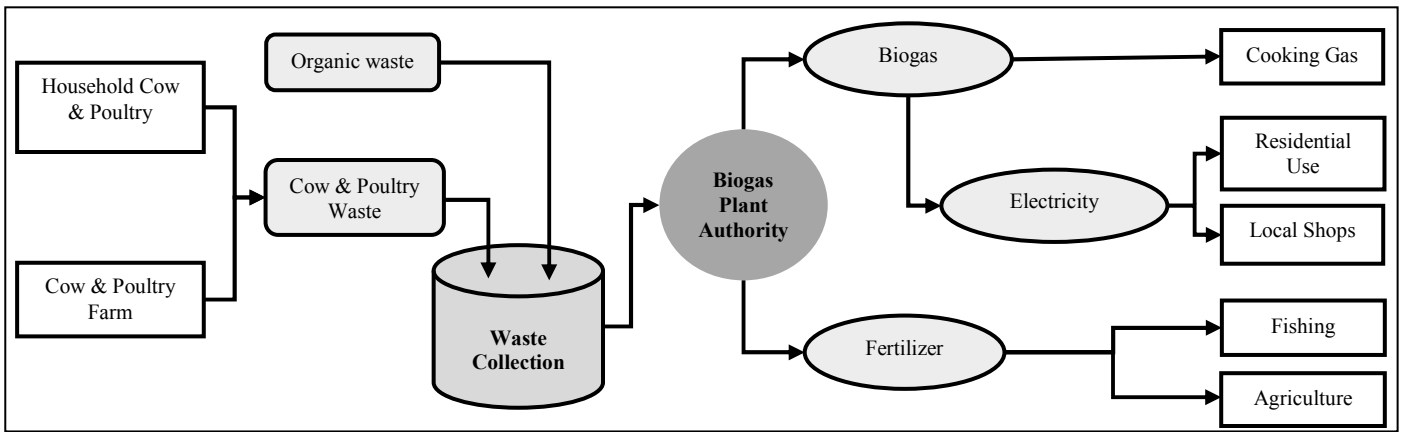 Household Cow
& Poultry
Cow & Poultry
Farm
Organic waste
Cow & Poultry
Waste
Waste
Collection
Biogas
Plant
Authority
Biogas
Electricity
Fertilizer
Cooking Gas
Residential
Use
Local Shops
Fishing
Agriculture